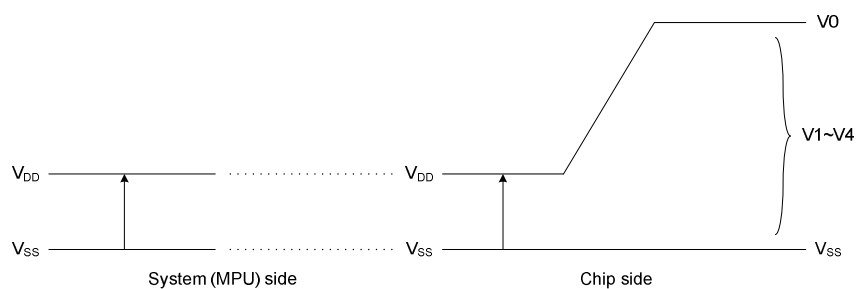 V0
V1~V4
VDD
VDD
VSS
VSS
VSS
System (MPU) side
Chip side